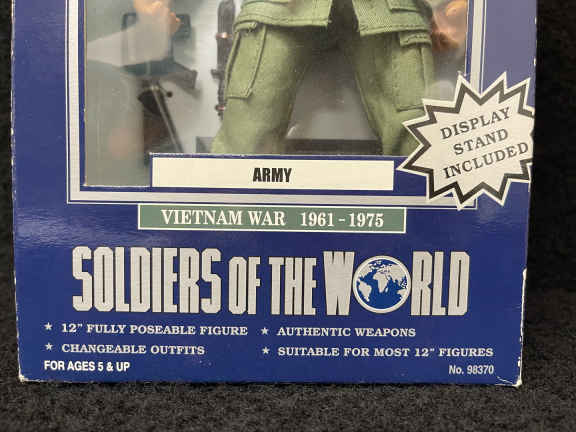 DISPLAY
STAND
INCLUDED
ARMY
VIETNAM WAR 1961-1975
SOLDIERS OF THE WORLD
★ 12" FULLY POSEABLE FIGURE ★ AUTHENTIC WEAPONS
★ CHANGEABLE OUTFITS ★ SUITABLE FOR MOST 12" FIGURES
FOR AGES 5 & UP No. 98370